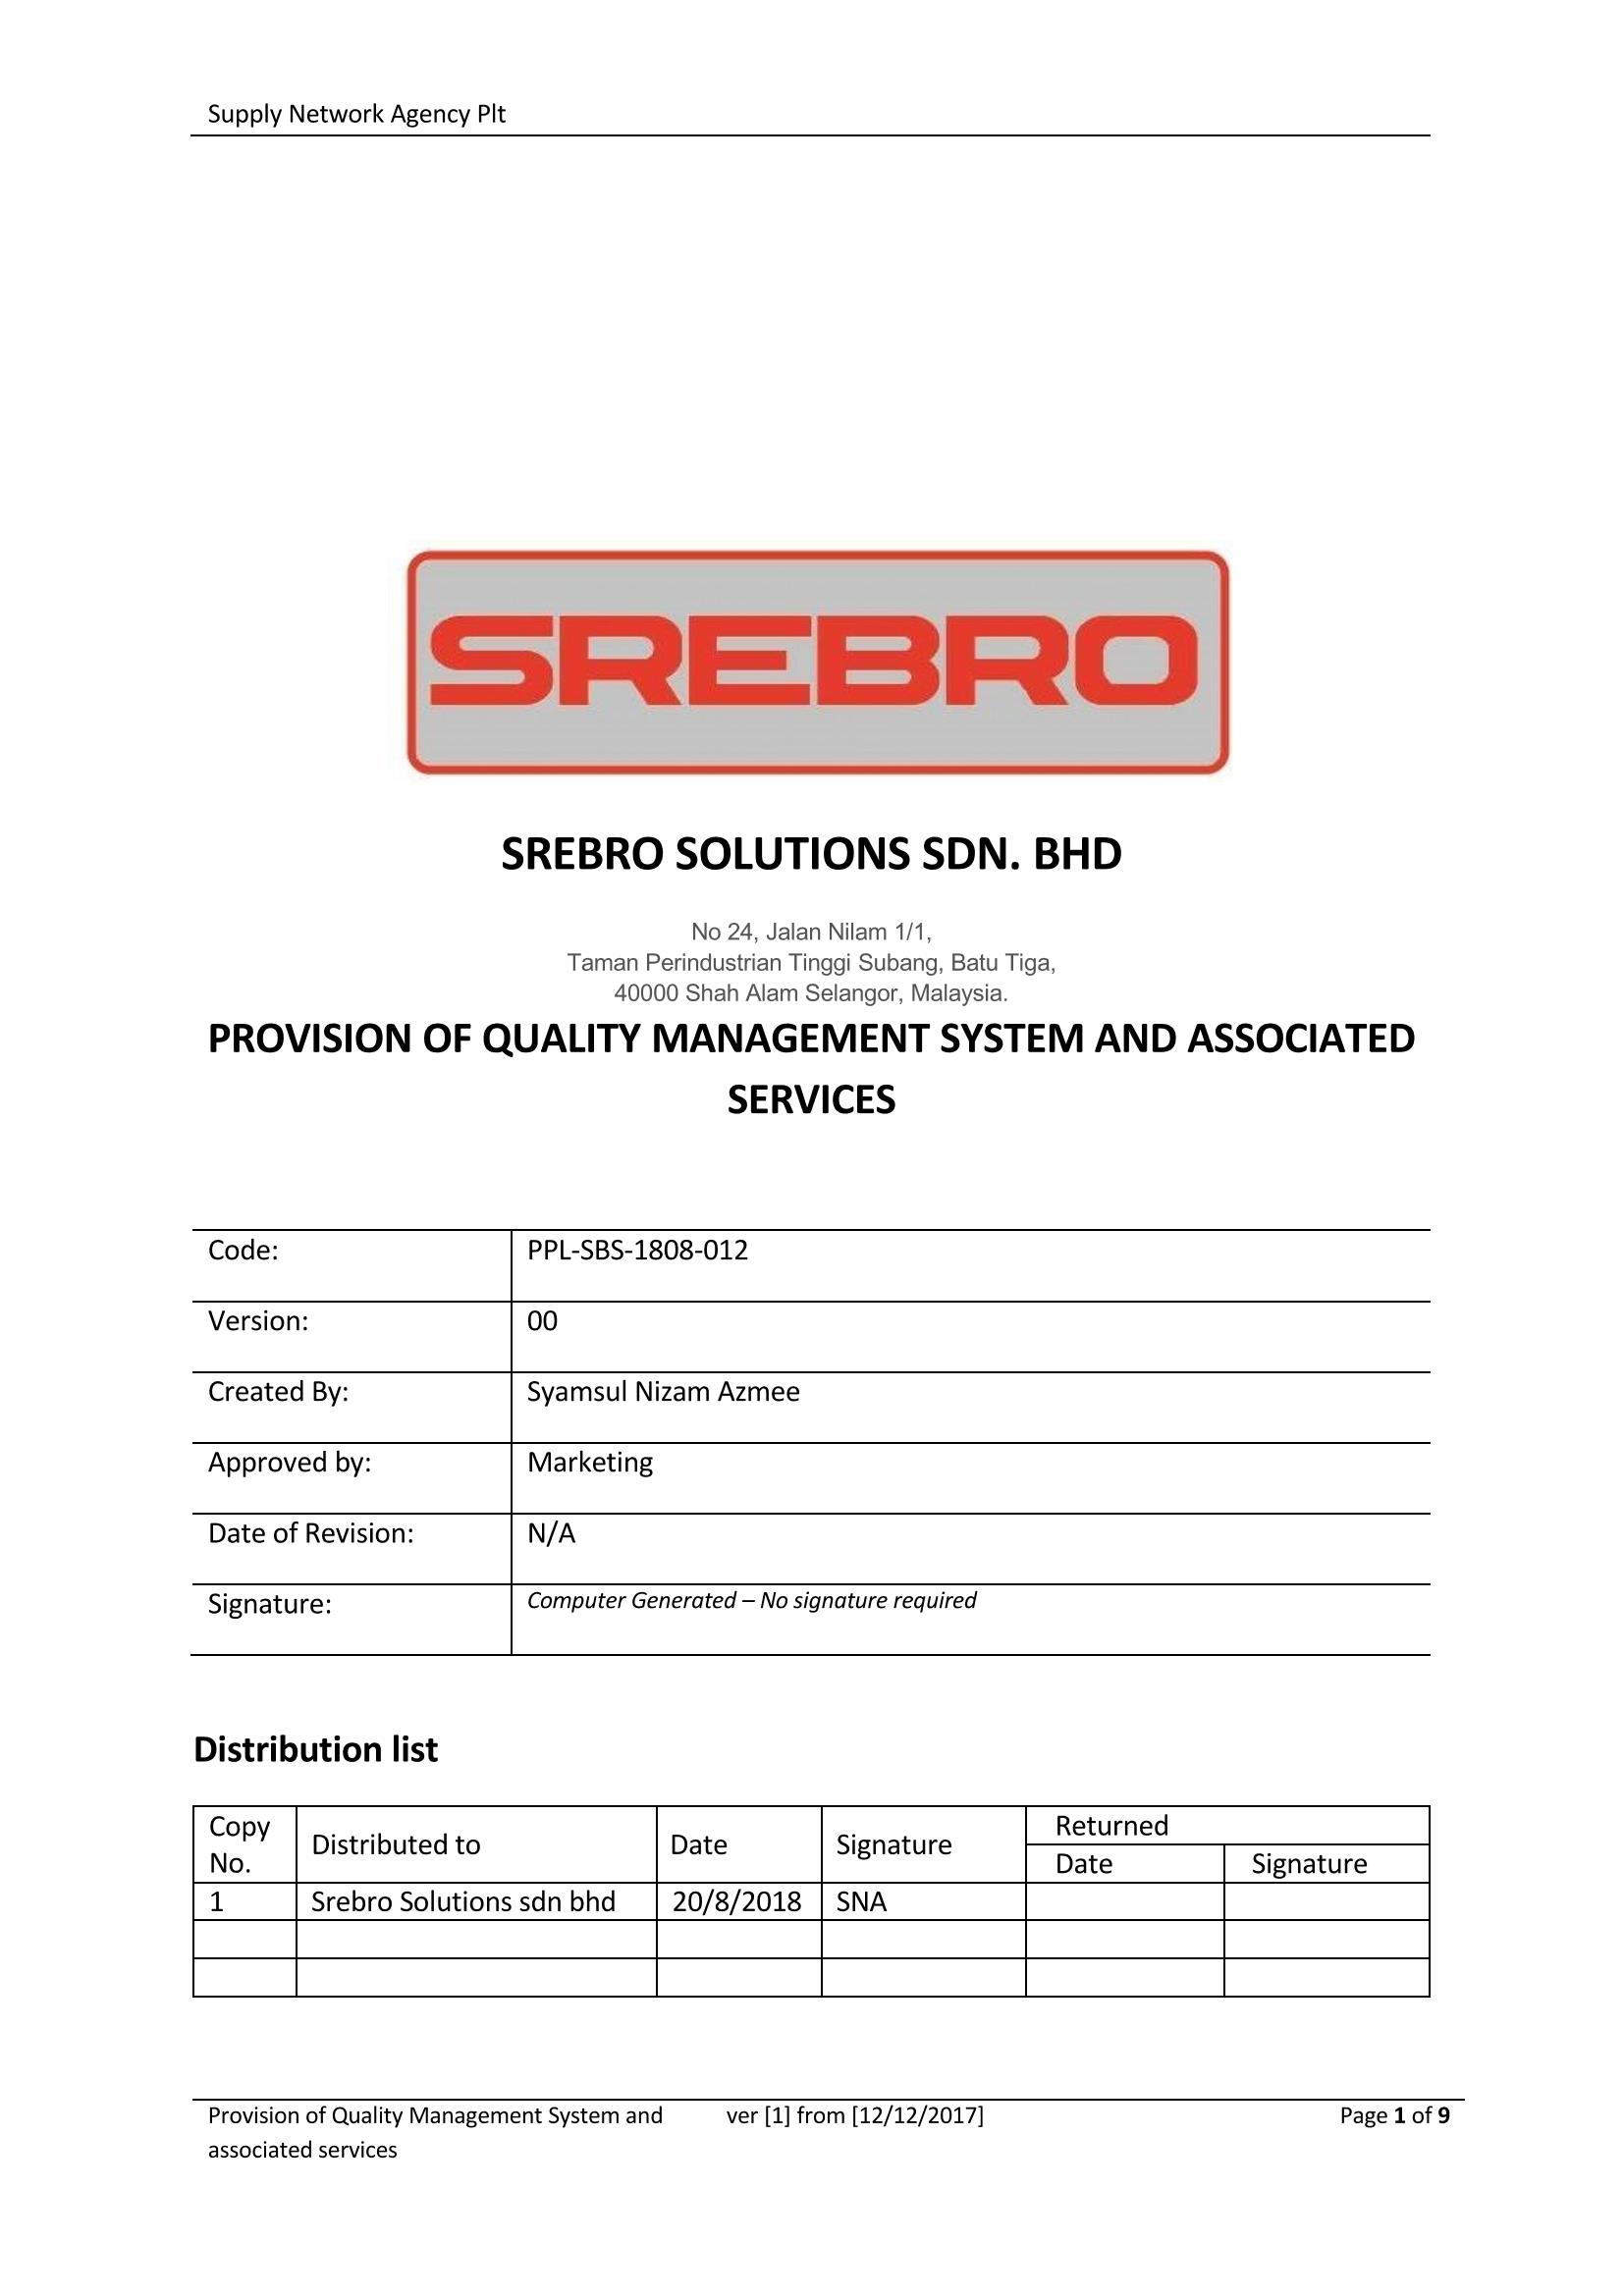 Supply Network Agency Plt
SREBRO
SREBRO SOLUTIONS SDN. BHD
No 24, Jalan Nilam 1/1,
Taman Perindustrian Tinggi Subang, Batu Tiga,
40000 Shah Alam Selangor, Malaysia.
PROVISION OF QUALITY MANAGEMENT SYSTEM AND ASSOCIATED
SERVICES
Code: PPL-SBS-1808-012
Version: 00
Created By: Syamsul Nizam Azmee
Approved by: Marketing
Date of Revision: N/A
Signature: Computer Generated – No signature required
Distribution list
Copy No. Distributed to Date Signature Returned
Date Signature
1 Srebro Solutions sdn bhd 20/8/2018 SNA
Provision of Quality Management System and ver [1] from [12/12/2017] Page 1 of 9
associated services